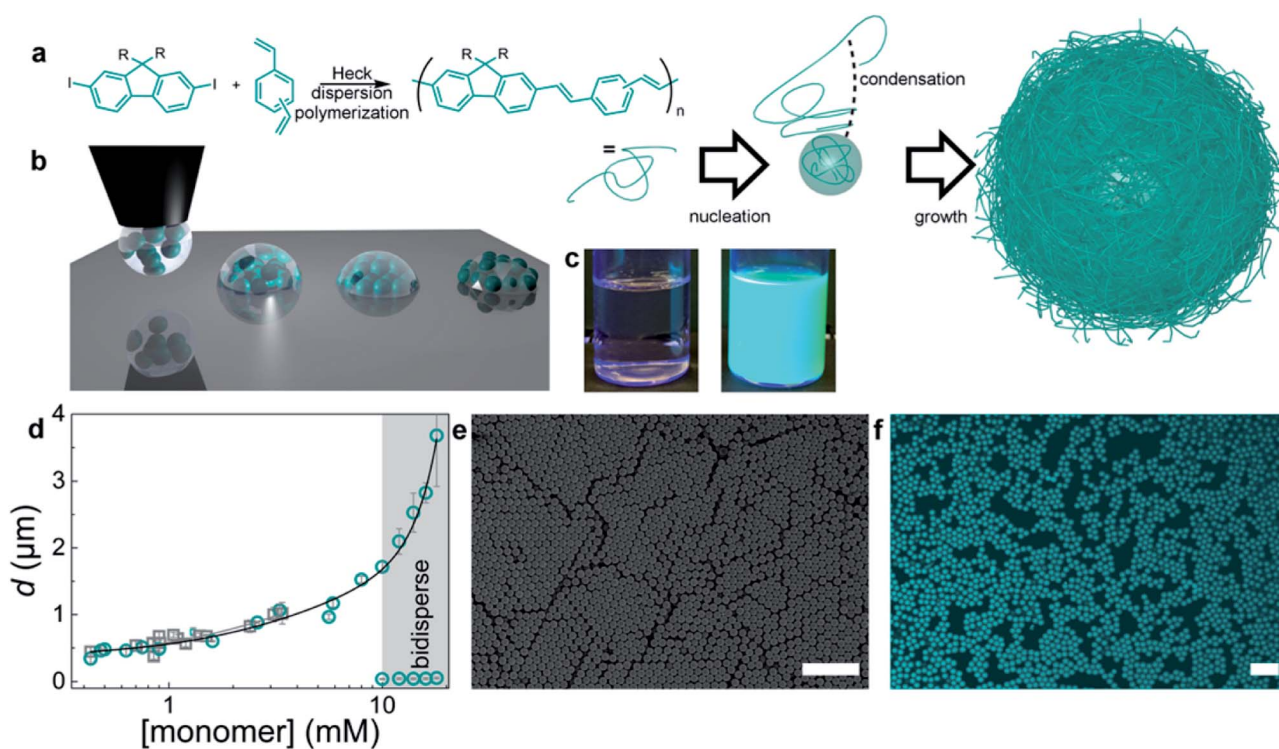 a
R R
I I
+
Heck
dispersion
polymerization
R R
n
=
nucleation
condensation
growth
b
c
d
4
3
2
1
0
d (μm)
1 10
[monomer] (mM)
bidisperse
e
f